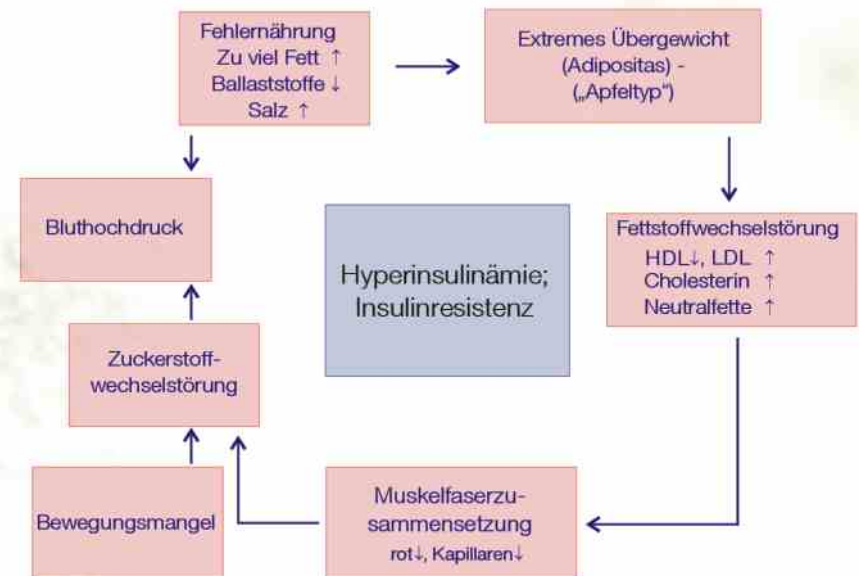 Fehlernährung
Zu viel Fett ↑
Ballaststoffe ↓
Salz ↑
Extremes Übergewicht
(Adipositas) -
(„Apfeltyp“)
Bluthochdruck
Hyperinsulinämie;
Insulinresistenz
Fettstoffwechselstörung
HDL↓, LDL ↑
Cholesterin ↑
Neutralfette ↑
Zuckerstoff-
wechselstörung
Bewegungsmangel
Muskelfaserzu-
sammensetzung
rot↓, Kapillaren↓